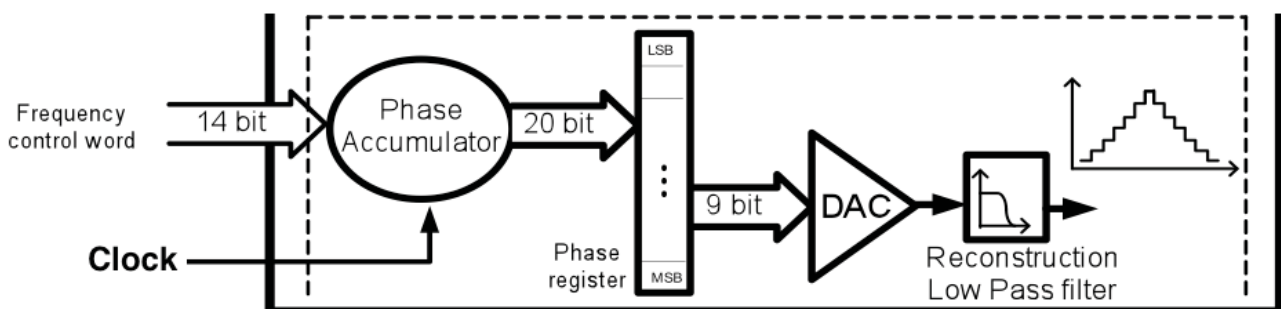 Frequency
control word
14 bit
Phase
Accumulator
20 bit
LSB
MSB
Phase
register
9 bit
DAC
Reconstruction
Low Pass filter
Clock